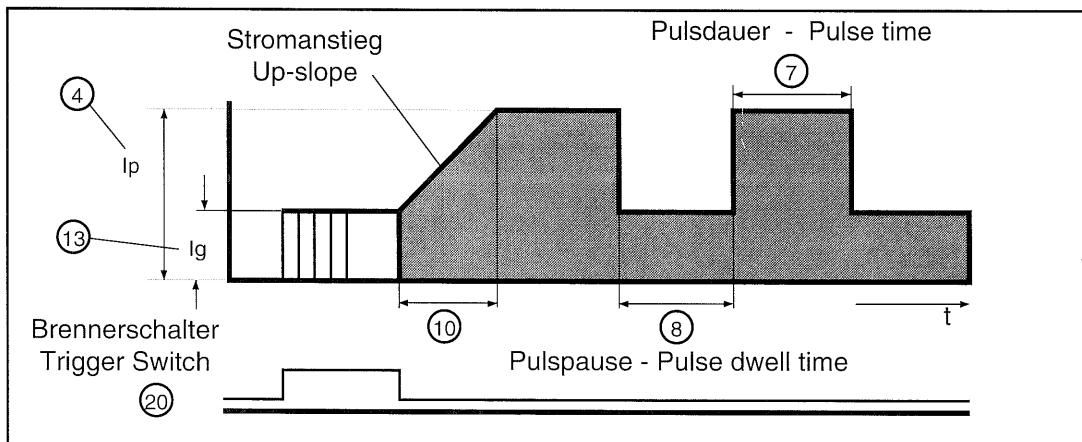 Stromanstieg
Up-slope
Pulsdauer - Pulse time
7
4
Ip
13
Ig
10
8
t
Brennerschalter
Trigger Switch
20
Pulspause - Pulse dwell time